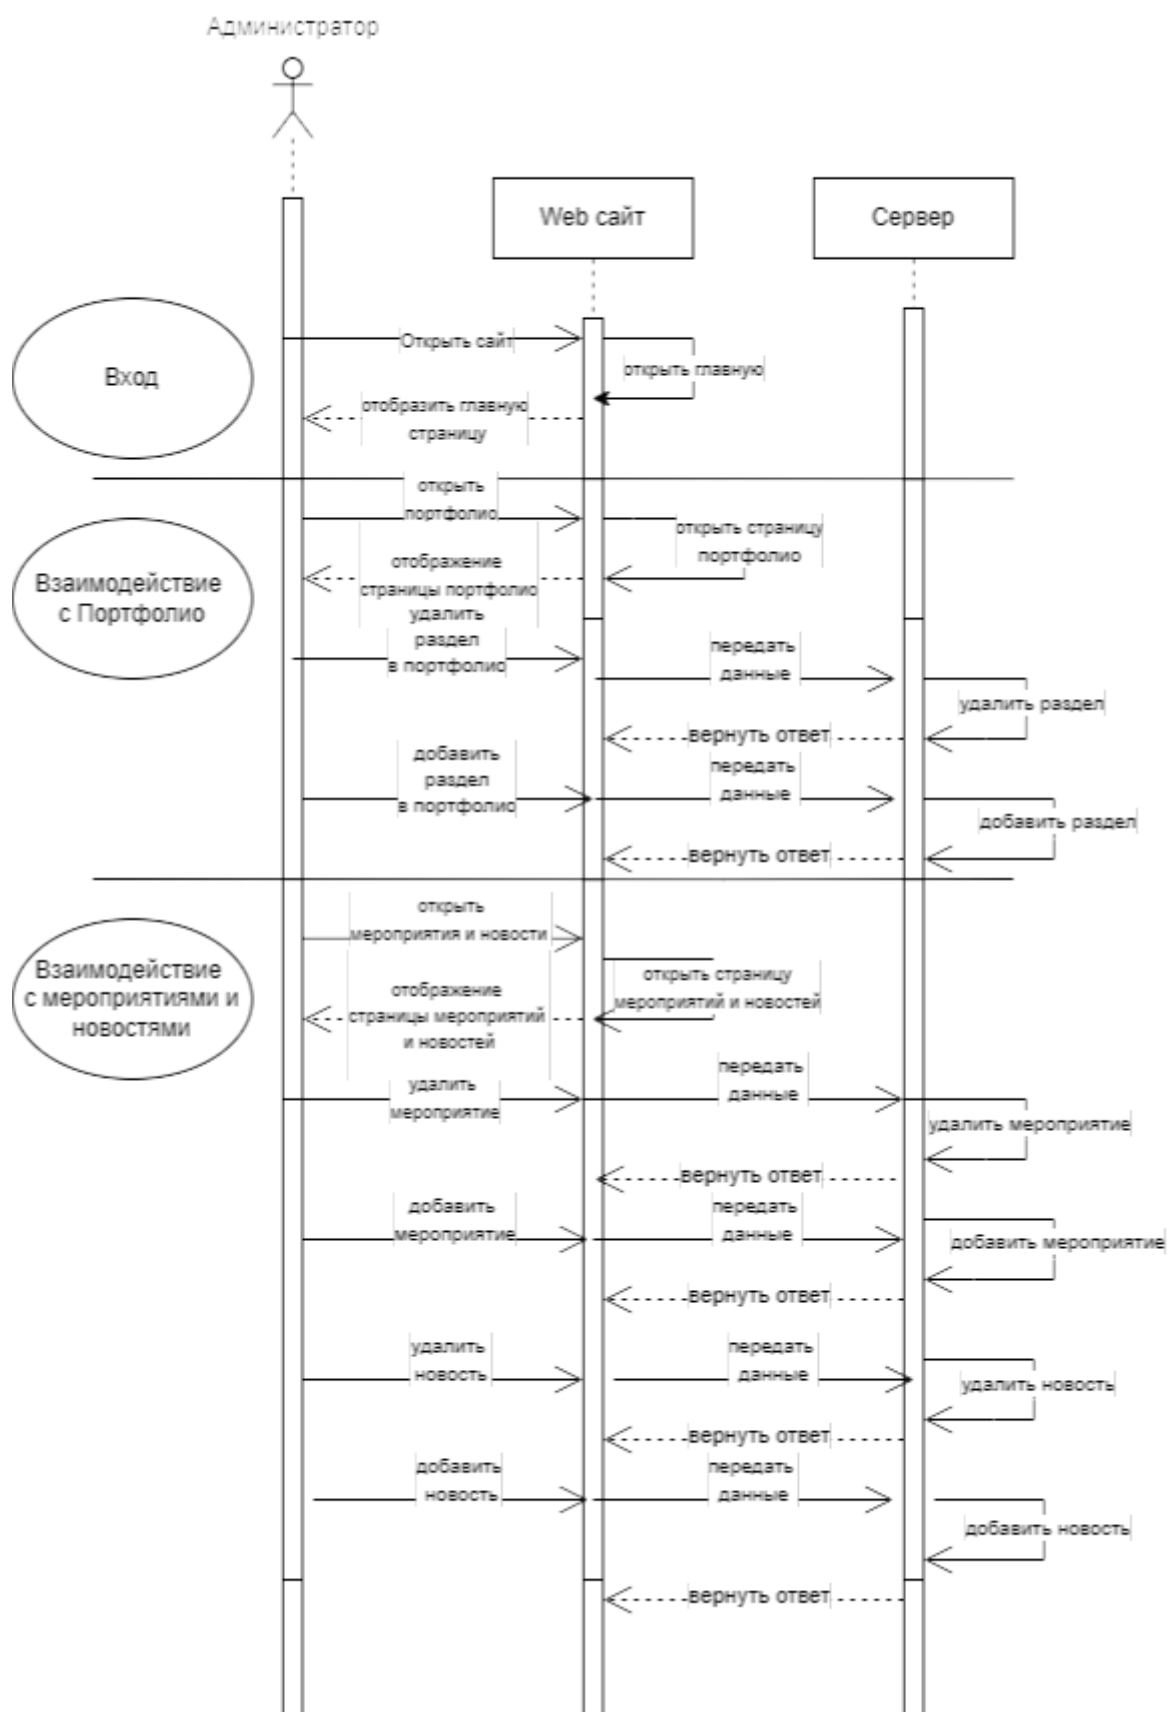 Администратор
Web сайт
Сервер
Вход
Открыть сайт
открыть главную
отобразить главную
страницу
открыть
портфолио
открыть страницу
портфолио
Взаимодействие
с Портфолио
отображение
страницы портфолио
удалить
раздел
в портфолио
передать
данные
удалить раздел
вернуть ответ
добавить
раздел
в портфолио
передать
данные
добавить раздел
вернуть ответ
открыть
мероприятия и новости
Взаимодействие
с мероприятиями и
новостями
открыть страницу
мероприятий и новостей
отображение
страницы мероприятий
и новостей
удалить
мероприятие
передать
данные
удалить мероприятие
вернуть ответ
добавить
мероприятие
передать
данные
добавить мероприятие
вернуть ответ
удалить
новость
передать
данные
удалить новость
вернуть ответ
добавить
новость
передать
данные
добавить новость
вернуть ответ